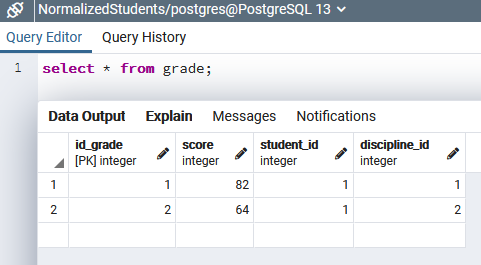 NormalizedStudents/postgres@PostgreSQL 13
Query Editor Query History
1 select * from grade;
Data Output Explain Messages Notifications
id_grade score student_id discipline_id
[PK] integer integer integer integer
1 1 82 1 1
2 2 64 1 2